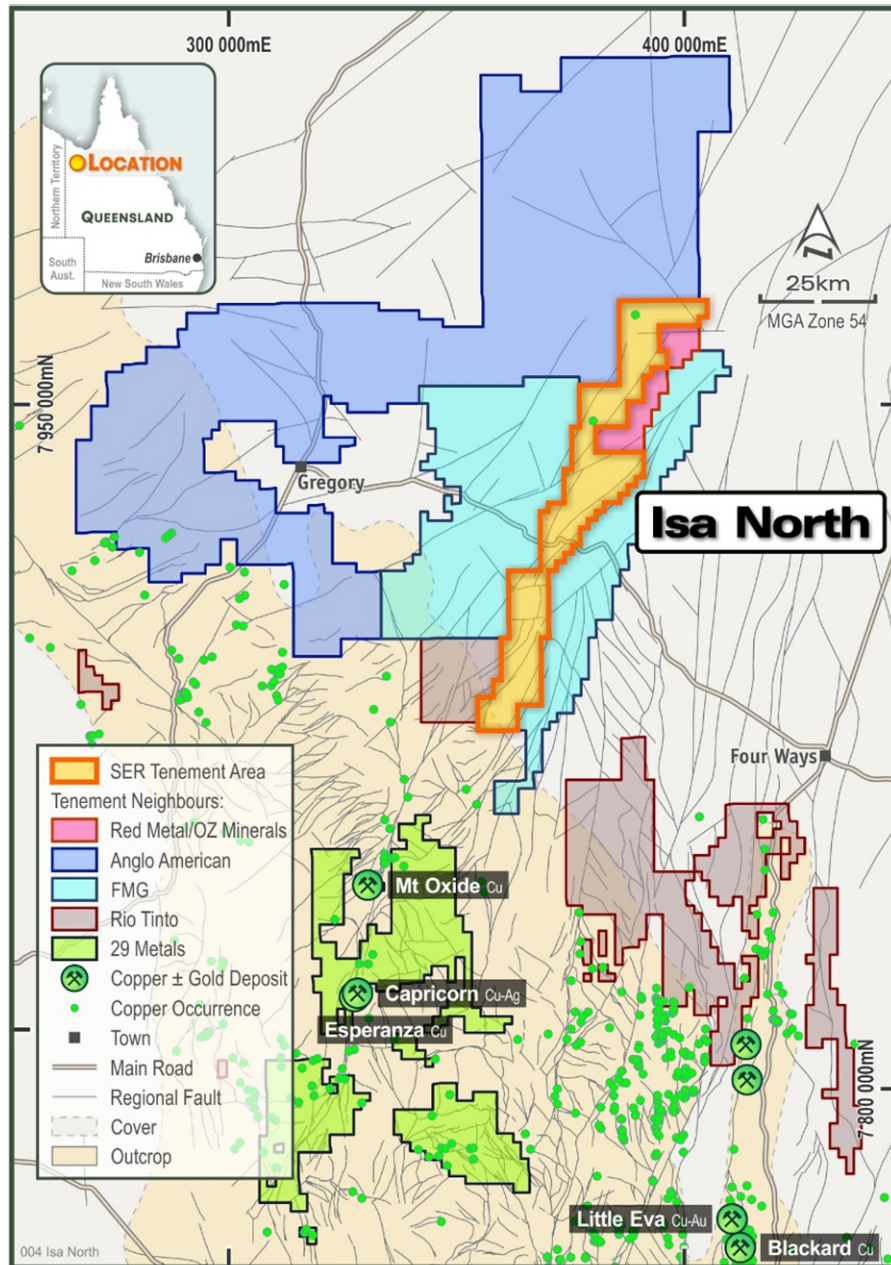 300 000mE
400 000mE
LOCATION
Northern Territory
QUEENSLAND
Brisbane
South
Aust.
New South Wales
N
25km
MGA Zone 54
7 950 000mN
Gregory
Isa North
Four Ways
SER Tenement Area
Tenement Neighbours:
Red Metal/OZ Minerals
Anglo American
FMG
Rio Tinto
29 Metals
Copper ± Gold Deposit
Copper Occurrence
Town
Main Road
Regional Fault
Cover
Outcrop
Mt Oxide Cu
Capricorn Cu-Ag
Esperanza Cu
7 800 000mN
Little Eva Cu-Au
Blackard Cu
004 Isa North